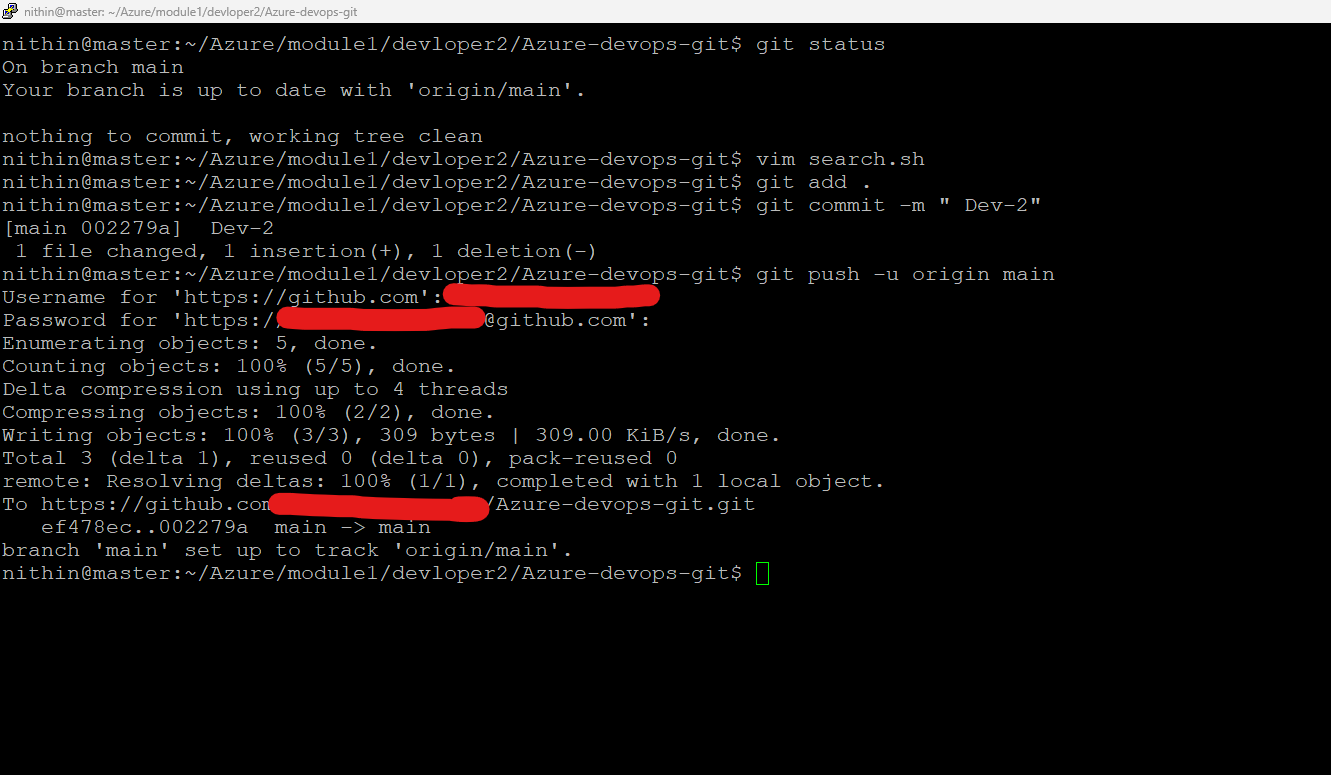 nithin@master: ~/Azure/module1/devloper2/Azure-devops-git
nithin@master:~/Azure/module1/devloper2/Azure-devops-git$ git status
On branch main
Your branch is up to date with 'origin/main'.
nothing to commit, working tree clean
nithin@master:~/Azure/module1/devloper2/Azure-devops-git$ vim search.sh
nithin@master:~/Azure/module1/devloper2/Azure-devops-git$ git add .
nithin@master:~/Azure/module1/devloper2/Azure-devops-git$ git commit -m " Dev-2"
[main 002279a]  Dev-2
 1 file changed, 1 insertion(+), 1 deletion(-)
nithin@master:~/Azure/module1/devloper2/Azure-devops-git$ git push -u origin main
Username for 'https://github.com':
Password for 'https:/ @github.com':
Enumerating objects: 5, done.
Counting objects: 100% (5/5), done.
Delta compression using up to 4 threads
Compressing objects: 100% (2/2), done.
Writing objects: 100% (3/3), 309 bytes | 309.00 KiB/s, done.
Total 3 (delta 1), reused 0 (delta 0), pack-reused 0
remote: Resolving deltas: 100% (1/1), completed with 1 local object.
To https://github.com /Azure-devops-git.git
   ef478ec..002279a  main -> main
branch 'main' set up to track 'origin/main'.
nithin@master:~/Azure/module1/devloper2/Azure-devops-git$